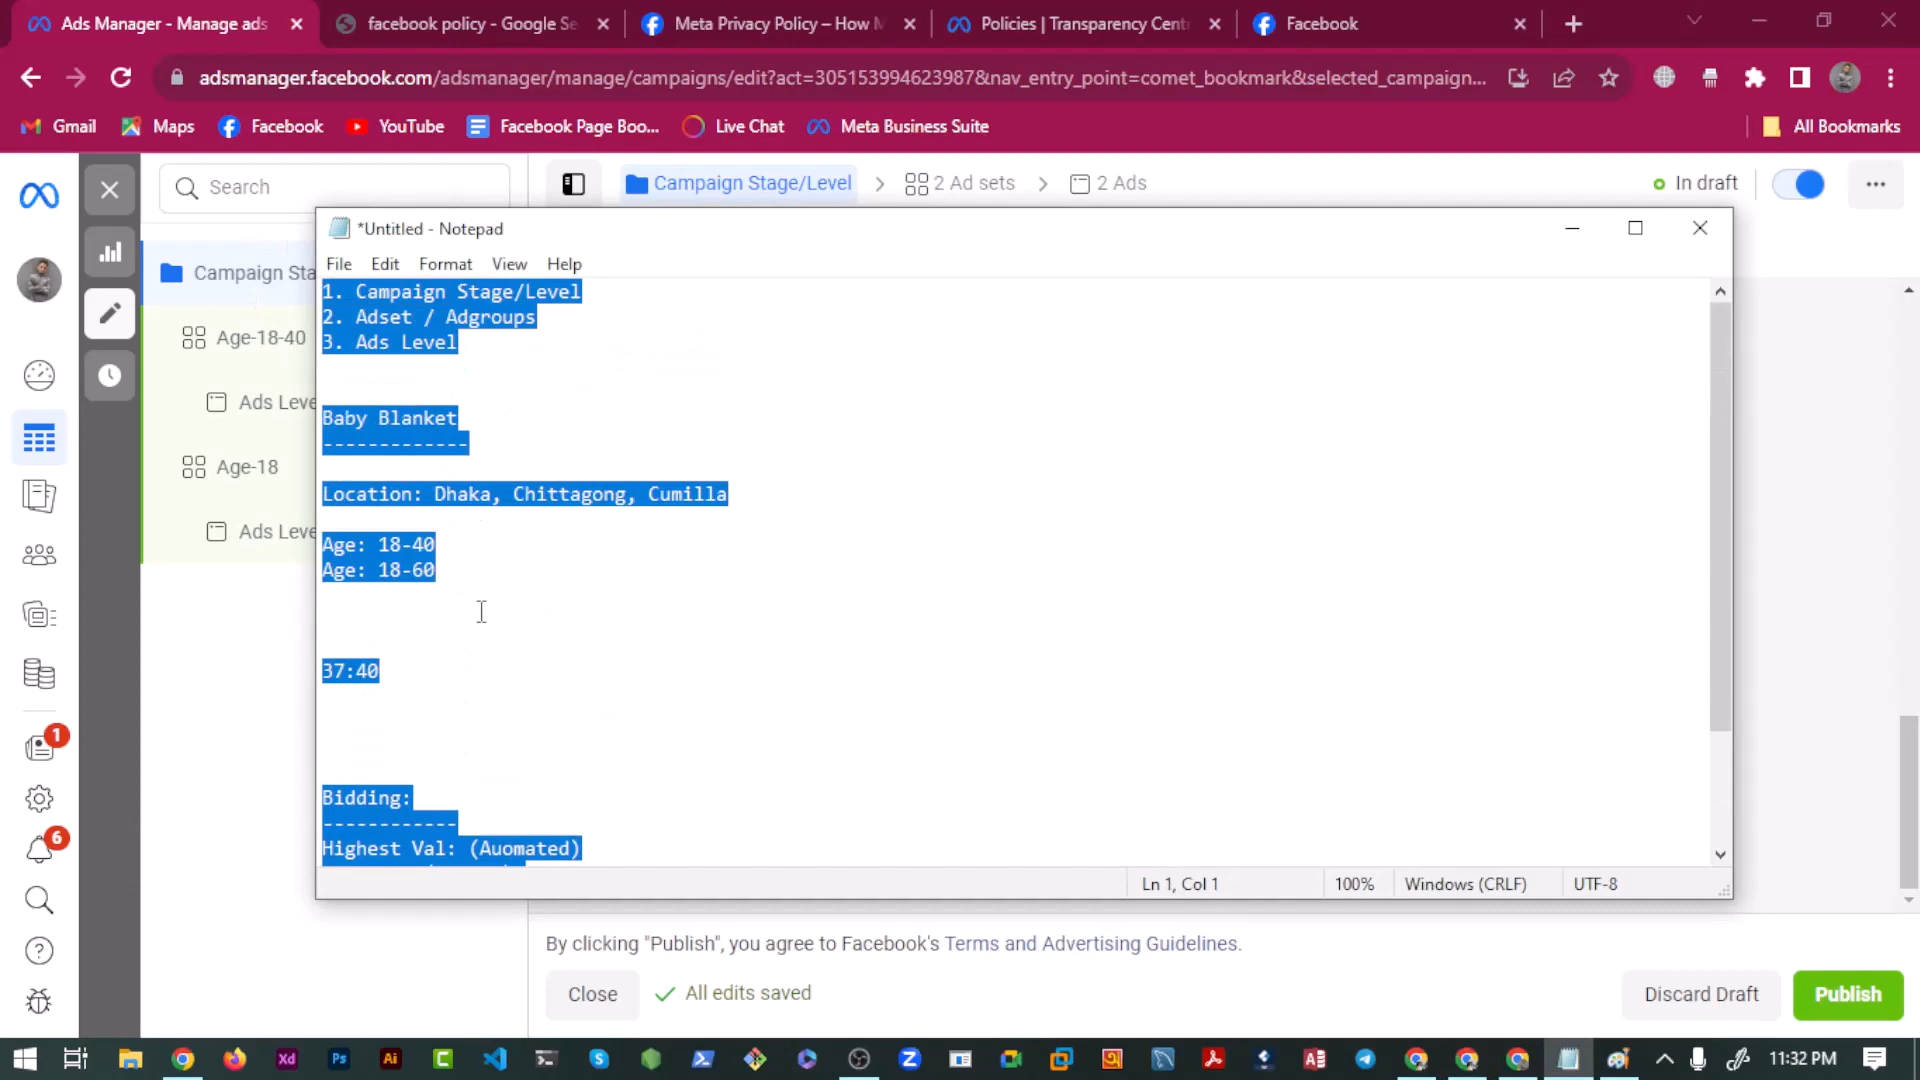 Ads Manager - Manage ads
facebook policy - Google Se
Meta Privacy Policy – How M
Policies | Transparency Cent
Facebook
adsmanager.facebook.com/adsmanager/manage/campaigns/edit?act=305153994623987&nav_entry_point=comet_bookmark&selected_campaign...
Gmail
Maps
Facebook
YouTube
Facebook Page Boo...
Live Chat
Meta Business Suite
All Bookmarks
Search
Campaign Stage/Level
2 Ad sets
2 Ads
In draft
Campaign Sta
Age-18-40
Ads Leve
Age-18
Ads Leve
*Untitled - Notepad
File Edit Format View Help
1. Campaign Stage/Level
2. Adset / Adgroups
3. Ads Level
Baby Blanket
-------------
Location: Dhaka, Chittagong, Cumilla
Age: 18-40
Age: 18-60
37:40
Bidding:
------------
Highest Val: (Auomated)
Ln 1, Col 1
100%
Windows (CRLF)
UTF-8
1
6
By clicking "Publish", you agree to Facebook's Terms and Advertising Guidelines.
Close
All edits saved
Discard Draft
Publish
Xd
Ps
Ai
C
S
Z
11:32 PM